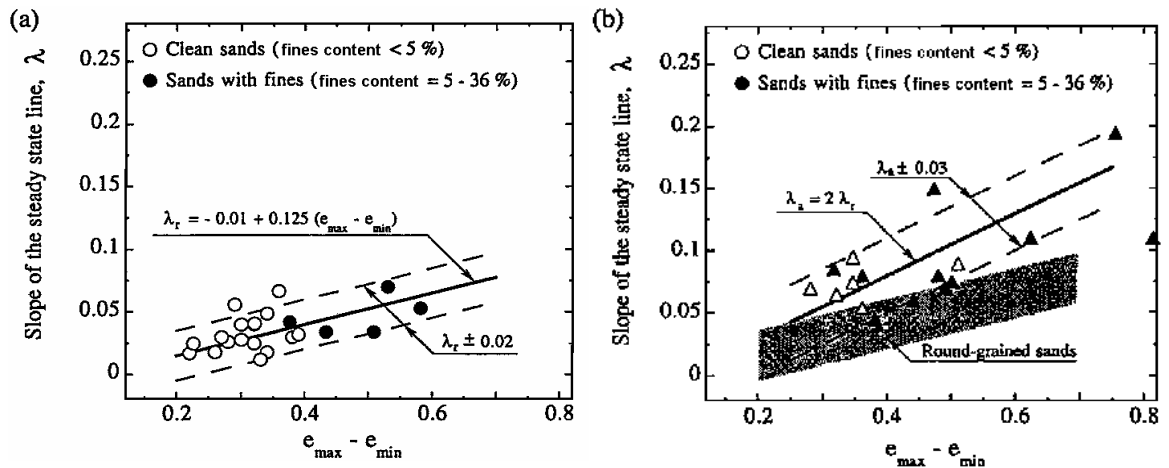 (a)
Slope of the steady state line, λ
0.25
0.2
0.15
0.1
0.05
0
○ Clean sands (fines content < 5 %)
● Sands with fines (fines content = 5 - 36 %)
λr = - 0.01 + 0.125 (emax - emin)
λr ± 0.02
0.2 0.4 0.6 0.8
emax - emin
(b)
Slope of the steady state line, λ
0.25
0.2
0.15
0.1
0.05
0
△ Clean sands (fines content < 5 %)
● Sands with fines (fines content = 5 - 36 %)
λa ± 0.03
λa = 2 λr
Round-grained sands
0.2 0.4 0.6 0.8
emax - emin